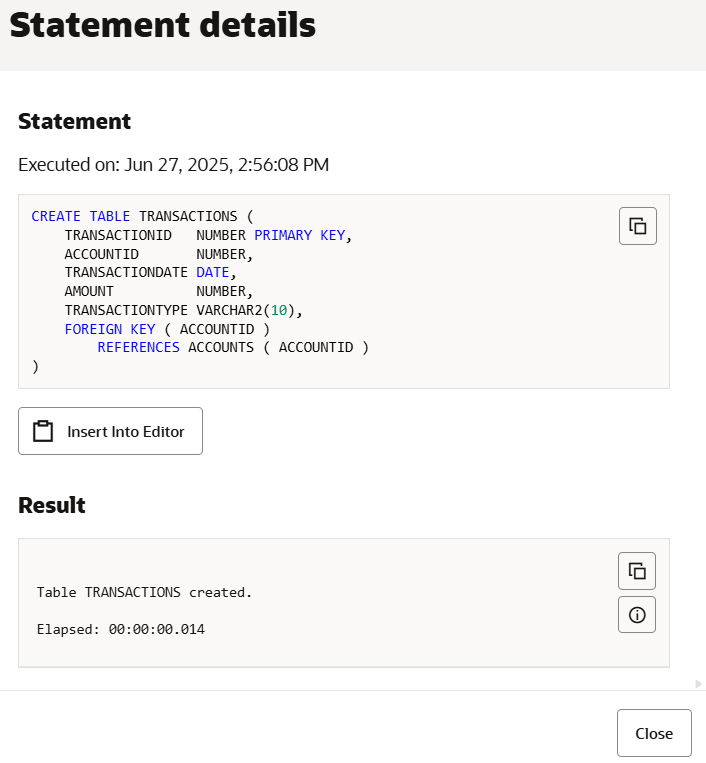 Statement details
Statement
Executed on: Jun 27, 2025, 2:56:08 PM
CREATE TABLE TRANSACTIONS (
    TRANSACTIONID   NUMBER PRIMARY KEY,
    ACCOUNTID       NUMBER,
    TRANSACTIONDATE DATE,
    AMOUNT          NUMBER,
    TRANSACTIONTYPE VARCHAR2(10),
    FOREIGN KEY ( ACCOUNTID )
        REFERENCES ACCOUNTS ( ACCOUNTID )
)
Insert Into Editor
Result
Table TRANSACTIONS created.
Elapsed: 00:00:00.014
Close